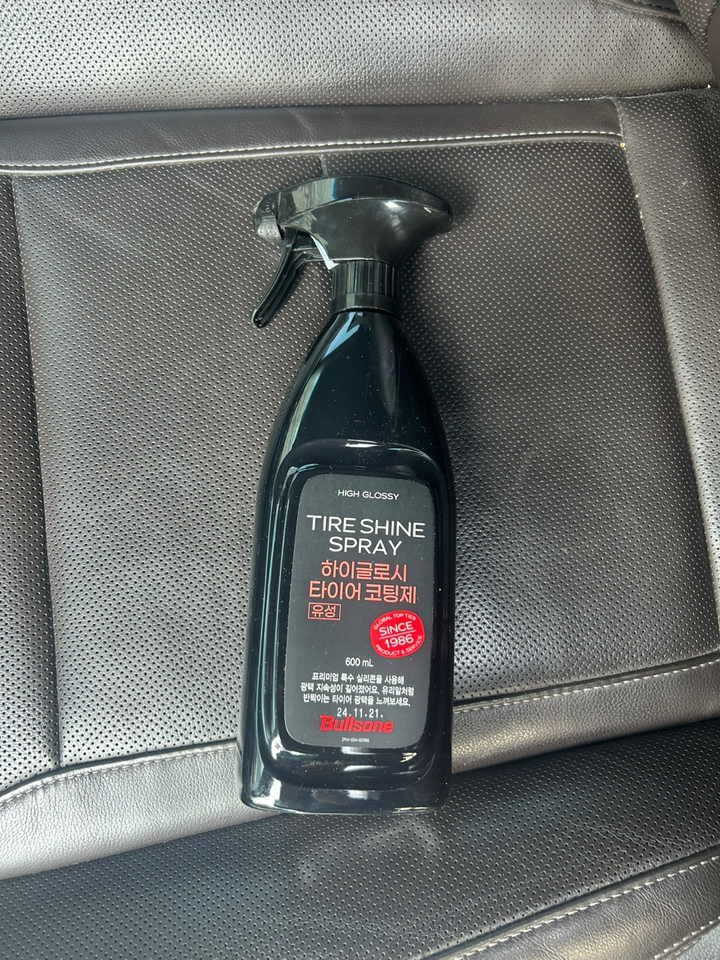 HIGH GLOSSY
TIRE SHINE
SPRAY
하이글로시
타이어 코팅제
유성
GLOBAL TOP TIER
SINCE
1986
PRODUCT & SERVICE
600 mL
프리미엄 특수 실리콘을 사용해
광택 지속성이 길어졌어요. 유리알처럼
반짝이는 타이어 광택을 느껴보세요.
24.11.21.
Bullsone